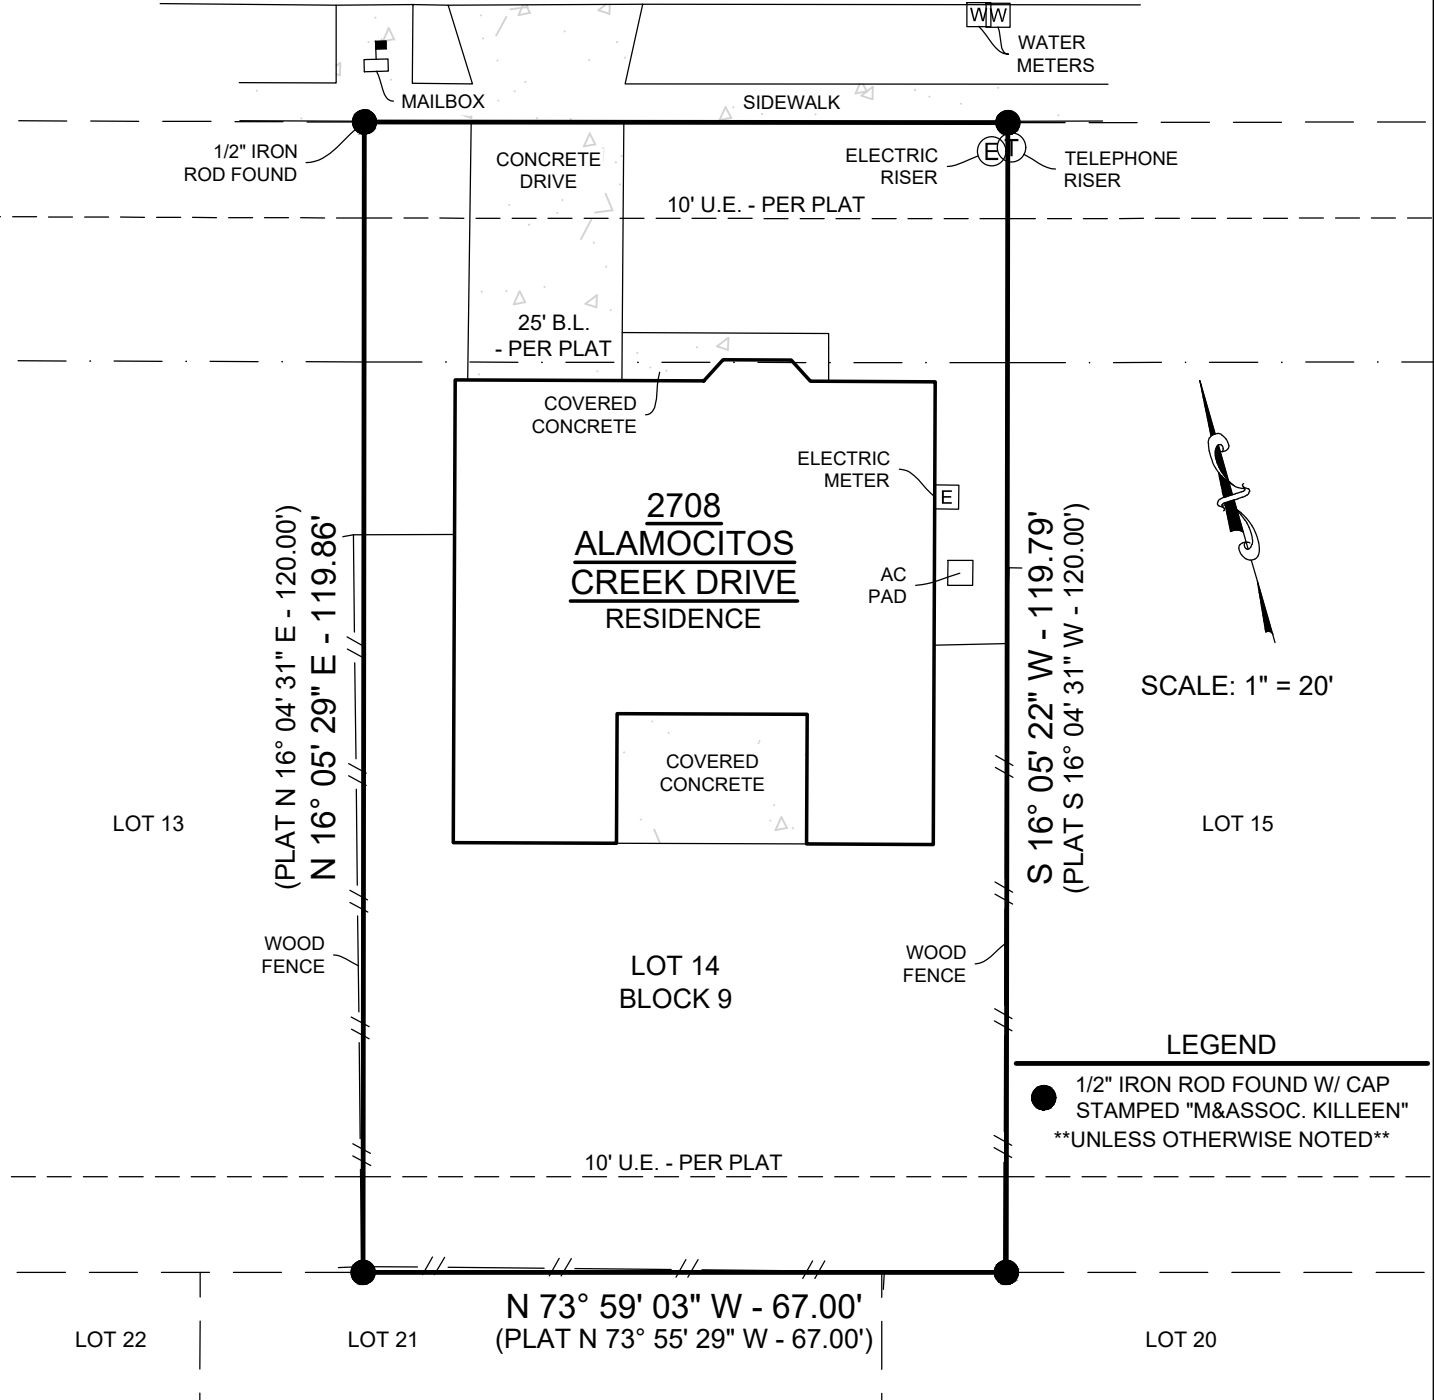 W W
WATER
METERS
MAILBOX
SIDEWALK
1/2" IRON
ROD FOUND
CONCRETE
DRIVE
ELECTRIC
RISER
E
T
TELEPHONE
RISER
10' U.E. - PER PLAT
25' B.L.
- PER PLAT
COVERED
CONCRETE
ELECTRIC
METER
E
2708
ALAMOCITOS
CREEK DRIVE
RESIDENCE
AC
PAD
(PLAT N 16° 04' 31" E - 120.00')
N 16° 05' 29" E - 119.86'
S 16° 05' 22" W - 119.79'
(PLAT S 16° 04' 31" W - 120.00')
SCALE: 1" = 20'
COVERED
CONCRETE
LOT 13
LOT 15
WOOD
FENCE
WOOD
FENCE
LOT 14
BLOCK 9
LEGEND
1/2" IRON ROD FOUND W/ CAP
STAMPED "M&ASSOC. KILLEEN"
**UNLESS OTHERWISE NOTED**
10' U.E. - PER PLAT
N 73° 59' 03" W - 67.00'
(PLAT N 73° 55' 29" W - 67.00')
LOT 22
LOT 21
LOT 20